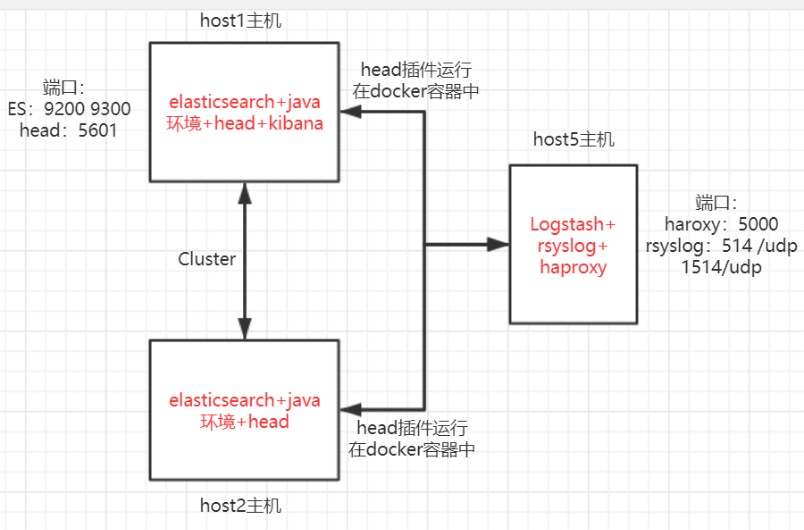 host1主机
端口：
ES：9200 9300
head：5601
elasticsearch+java
环境+head+kibana
head插件运行
在docker容器中
host5主机
Logstash+
rsyslog+
haproxy
端口：
haroxy：5000
rsyslog：514 /udp
1514/udp
Cluster
elasticsearch+java
环境+head
head插件运行
在docker容器中
host2主机